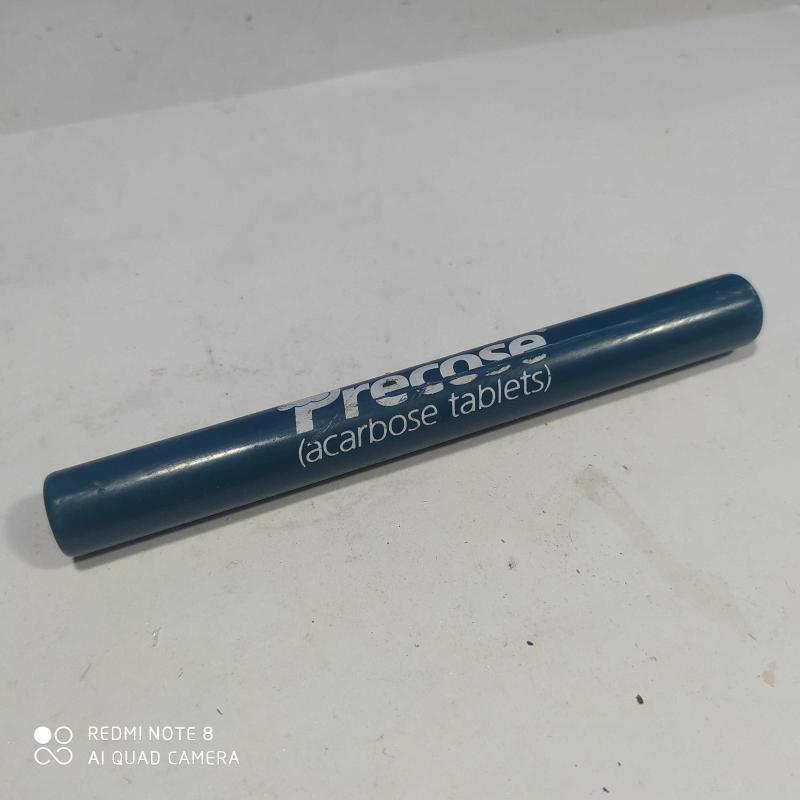 Precose
(acarbose tablets)
REDMI NOTE 8
AI QUAD CAMERA